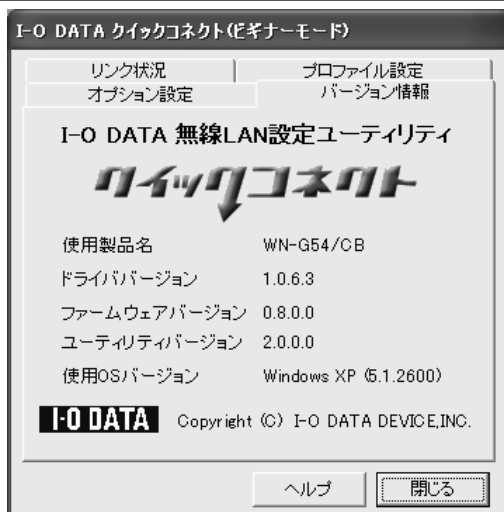 I-O DATA クイックコネクト(ビギナーモード)
リンク状況 プロファイル設定
オプション設定 バージョン情報
I-O DATA 無線LAN設定ユーティリティ
クイックコネクト
使用製品名 WN-G54/CB
ドライババージョン 1.0.6.3
ファームウェアバージョン 0.8.0.0
ユーティリティバージョン 2.0.0.0
使用OSバージョン Windows XP (5.1.2600)
I-O DATA Copyright (C) I-O DATA DEVICE,INC.
ヘルプ 閉じる